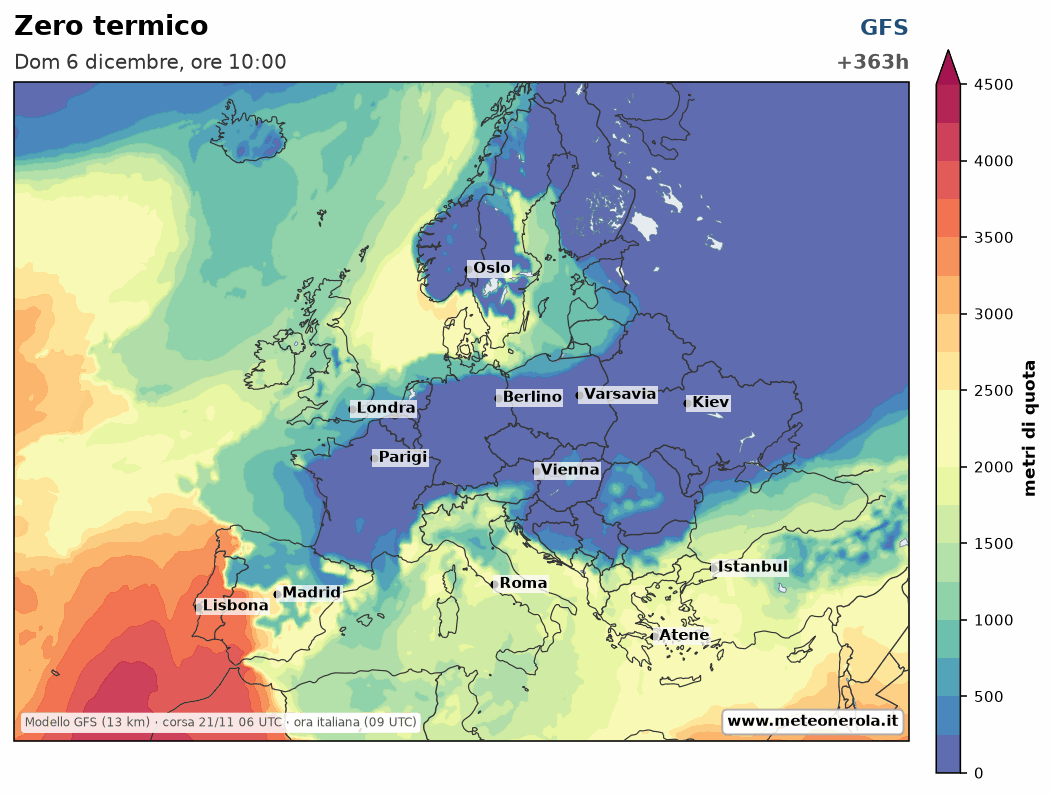 Zero termico
GFS
Dom 6 dicembre, ore 10:00
+363h
4500
4000
3500
3000
2500
2000
1500
1000
500
0
metri di quota
Oslo
Berlino
Varsavia
Kiev
Londra
Parigi
Vienna
Istanbul
Roma
Madrid
Lisbona
Atene
Modello GFS (13 km) · corsa 21/11 06 UTC · ora italiana (09 UTC)
www.meteonerola.it